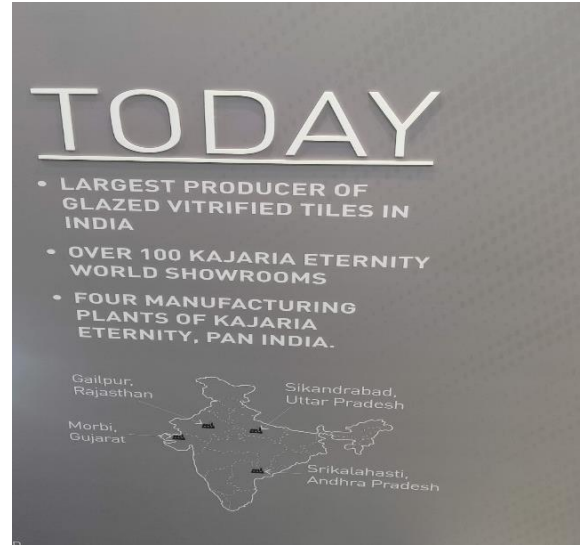 TODAY
• LARGEST PRODUCER OF
GLAZED VITRIFIED TILES IN
INDIA
• OVER 100 KAJARIA ETERNITY
WORLD SHOWROOMS
• FOUR MANUFACTURING
PLANTS OF KAJARIA
ETERNITY, PAN INDIA.
Gailpur,
Rajasthan
Sikandrabad,
Uttar Pradesh
Morbi,
Gujarat
Srikalahasti,
Andhra Pradesh